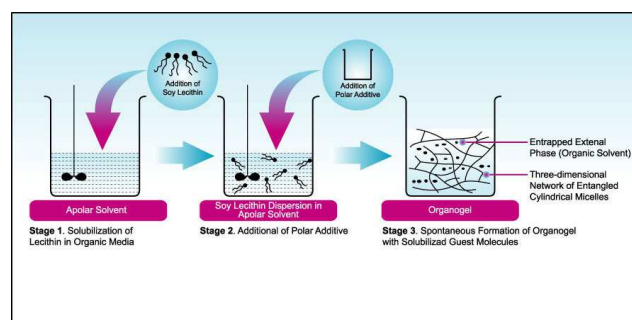 Addition of
Soy Lecithin
Addition of
Polar Additive
Entrapped Extenal
Phase (Organic Solvent)
Three-dimensional
Network of Entangled
Cylindrical Micelles
Apolar Solvent
Soy Lecithin Dispersion in
Apolar Solvent
Organogel
Stage 1. Solubilization of
Lecithin in Organic Media
Stage 2. Additional of Polar Additive
Stage 3. Spontaneous Formation of Organogel
with Solubilizad Guest Molecules